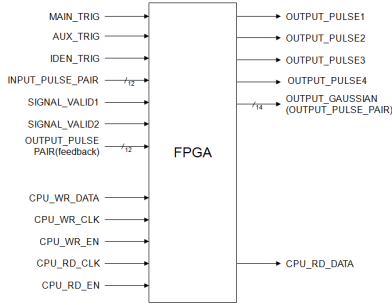 MAIN_TRIG
AUX_TRIG
IDEN_TRIG
INPUT_PULSE_PAIR
12
SIGNAL_VALID1
SIGNAL_VALID2
OUTPUT_PULSE
PAIR(feedback)
12
CPU_WR_DATA
CPU_WR_CLK
CPU_WR_EN
CPU_RD_CLK
CPU_RD_EN
FPGA
OUTPUT_PULSE1
OUTPUT_PULSE2
OUTPUT_PULSE3
OUTPUT_PULSE4
14
OUTPUT_GAUSSIAN
(OUTPUT_PULSE_PAIR)
CPU_RD_DATA